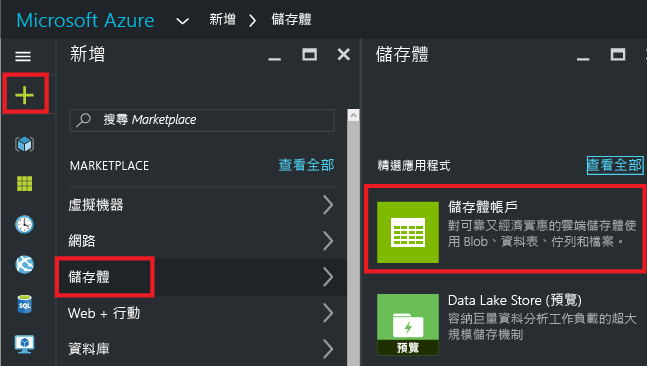 Microsoft Azure 新增 儲存體
新增
搜尋 Marketplace
MARKETPLACE 查看全部
虛擬機器
網路
儲存體
Web + 行動
資料庫
SQL
儲存體
精選應用程式 查看全部
儲存體帳戶
對可靠又經濟實惠的雲端儲存體使
用 Blob、資料表、佇列和檔案。
Data Lake Store (預覽)
容納巨量資料分析工作負載的超大
規模儲存機制
預覽